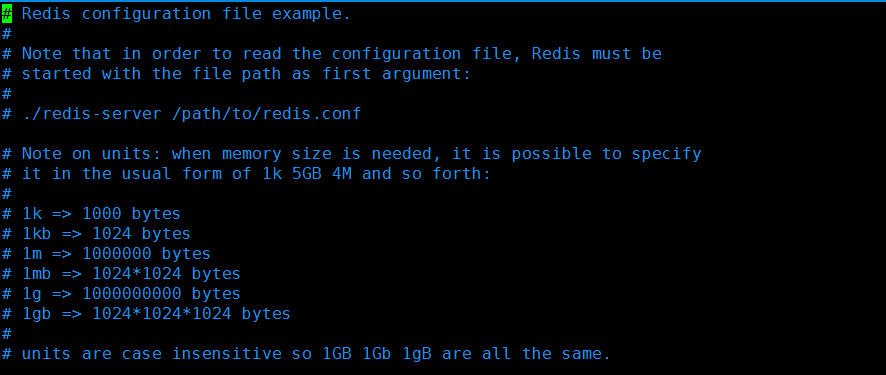 # Redis configuration file example.
#
# Note that in order to read the configuration file, Redis must be
# started with the file path as first argument:
#
# ./redis-server /path/to/redis.conf

# Note on units: when memory size is needed, it is possible to specify
# it in the usual form of 1k 5GB 4M and so forth:
#
# 1k => 1000 bytes
# 1kb => 1024 bytes
# 1m => 1000000 bytes
# 1mb => 1024*1024 bytes
# 1g => 1000000000 bytes
# 1gb => 1024*1024*1024 bytes
#
# units are case insensitive so 1GB 1Gb 1gB are all the same.